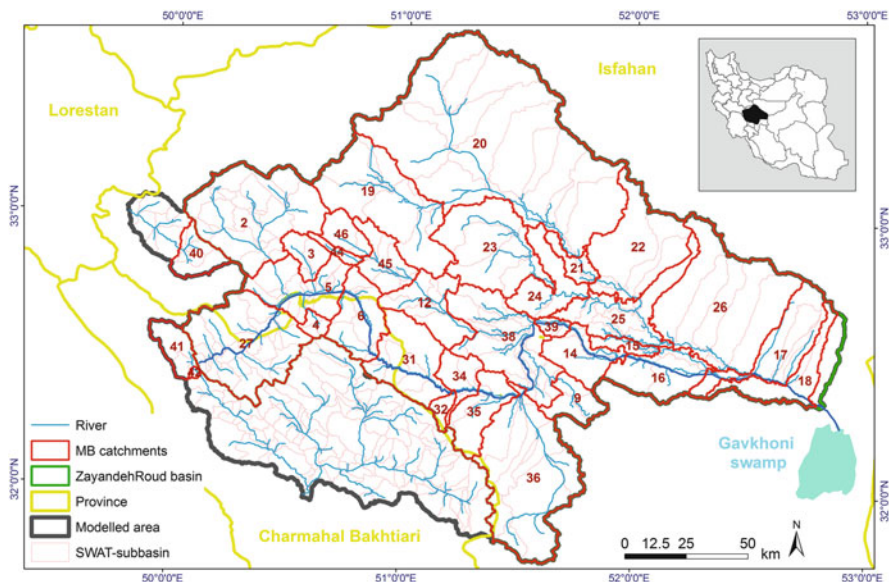 50°0'0"E
51°0'0"E
52°0'0"E
53°0'0"E
Isfahan
Lorestan
20
19
33°0'0"N
33°0'0"N
2
46
22
40
3
44
23
45
21
26
5
12
24
25
4
6
39
41
27
38
15
31
14
17
34
16
18
9
32
35
River
MB catchments
Gavkhoni
swamp
ZayandehRoud basin
36
Province
32°0'0"N
32°0'0"N
Modelled area
N
Charmahal Bakhtiari
0 12.5 25 50
SWAT-subbasin
km
50°0'0"E
51°0'0"E
52°0'0"E
53°0'0"E